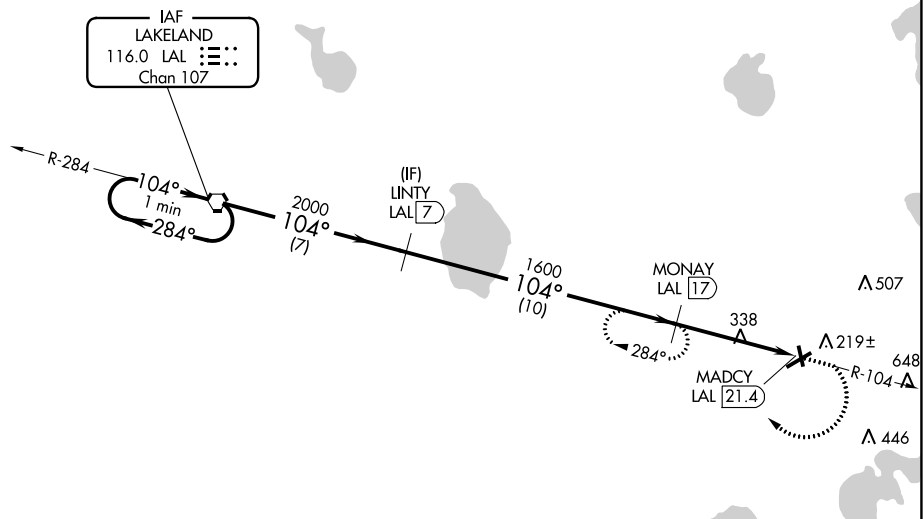 IAF
LAKELAND
116.0 LAL
Chan 107
R-284
104°
1 min
284°
2000
104°
(7)
(IF)
LINTY
LAL 7
1600
104°
(10)
MONAY
LAL 17
284°
338
507
219±
648
R-104
MADCY
LAL 21.4
446